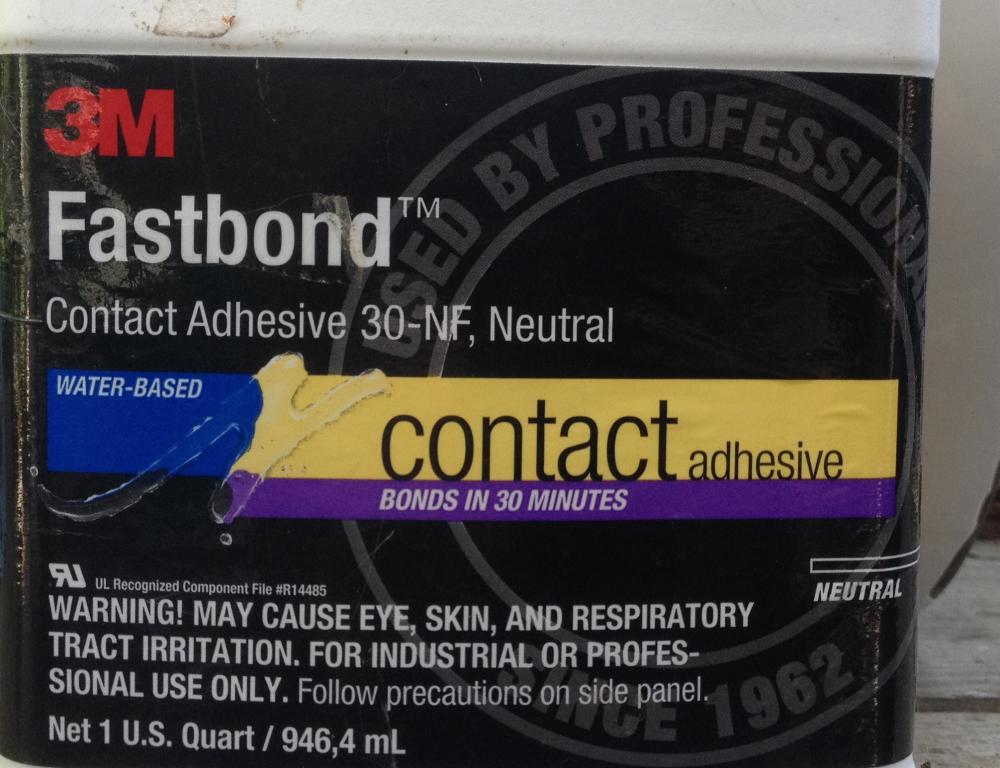 3M
Fastbond™
Contact Adhesive 30-NF, Neutral
USED BY PROFESSIONALS
WATER-BASED
contact adhesive
BONDS IN 30 MINUTES
NEUTRAL
UL Recognized Component File #R14485
WARNING! MAY CAUSE EYE, SKIN, AND RESPIRATORY
TRACT IRRITATION. FOR INDUSTRIAL OR PROFES-
SIONAL USE ONLY. Follow precautions on side panel.
SINCE 1962
Net 1 U.S. Quart / 946,4 mL